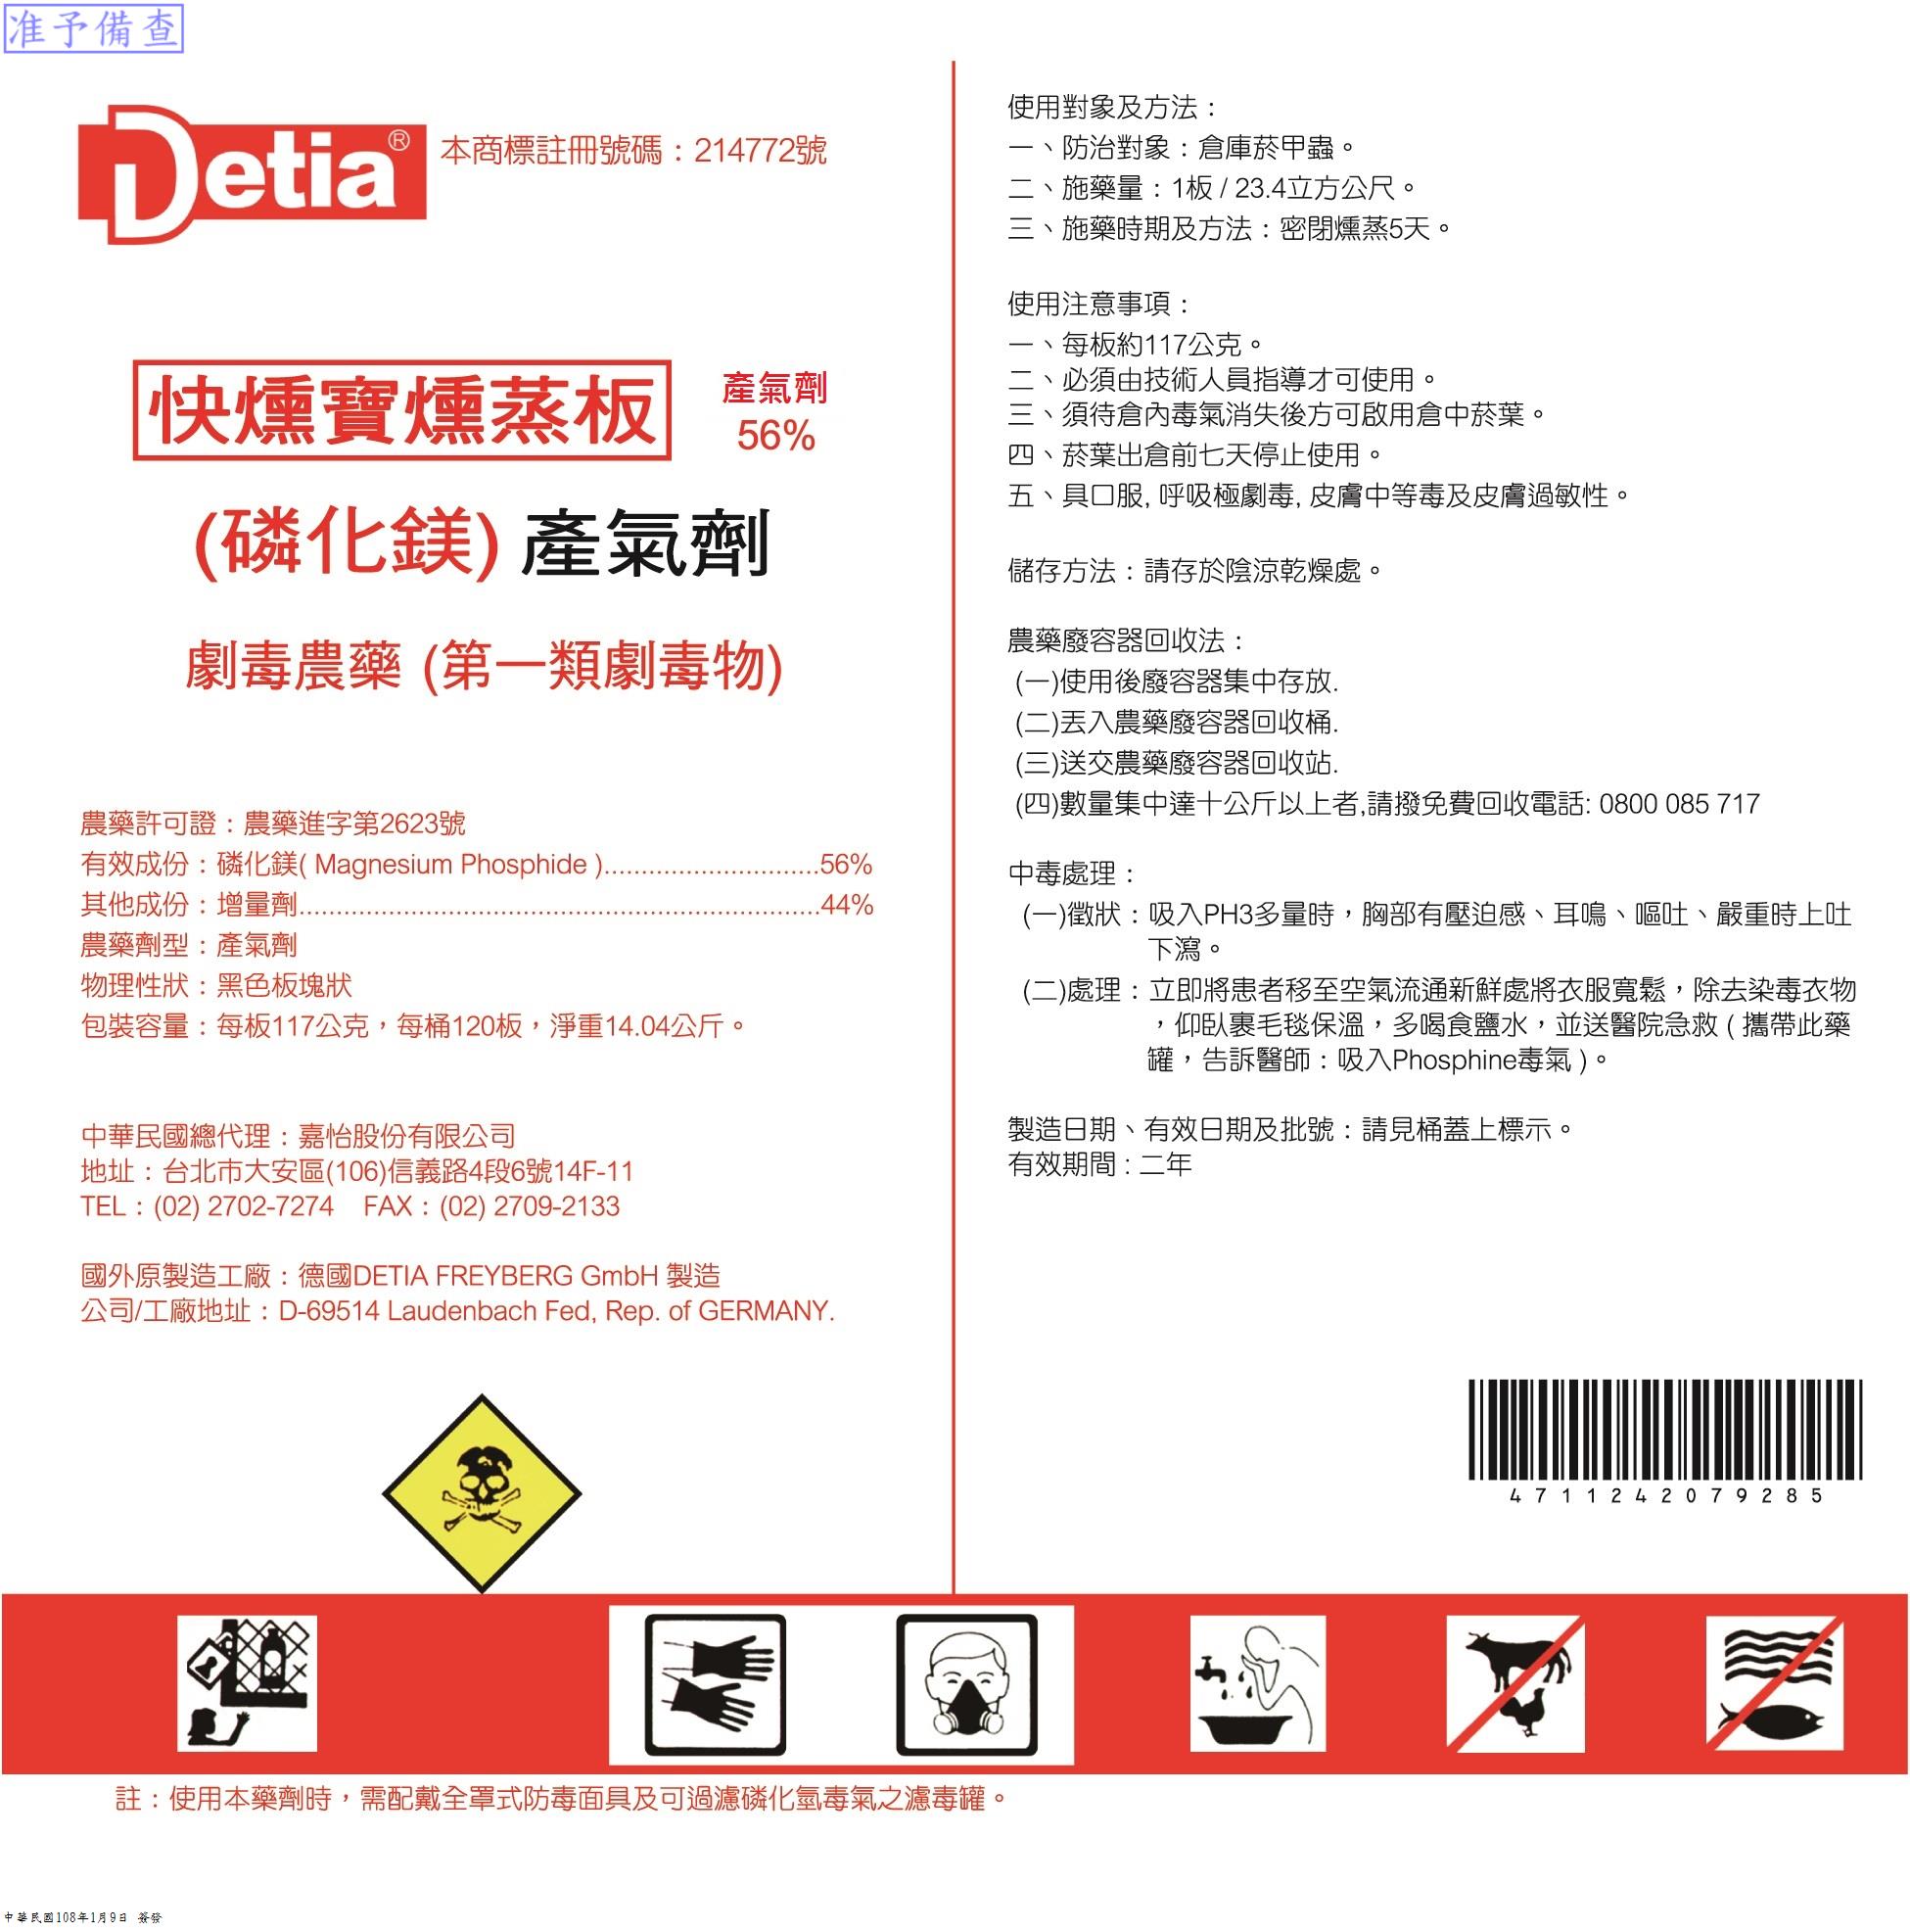 准予備查
Detia®
本商標註冊號碼：214772號
快燻寶燻蒸板
產氣劑
56%
(磷化鎂) 產氣劑
劇毒農藥 (第一類劇毒物)
農藥許可證：農藥進字第2623號
有效成份：磷化鎂( Magnesium Phosphide )............................56%
其他成份：增量劑......................................................................44%
農藥劑型：產氣劑
物理性狀：黑色板塊狀
包裝容量：每板117公克，每桶120板，淨重14.04公斤。
中華民國總代理：嘉怡股份有限公司
地址：台北市大安區(106)信義路4段6號14F-11
TEL：(02) 2702-7274 FAX：(02) 2709-2133
國外原製造工廠：德國DETIA FREYBERG GmbH 製造
公司/工廠地址：D-69514 Laudenbach Fed, Rep. of GERMANY.
使用對象及方法：
一、防治對象：倉庫菸甲蟲。
二、施藥量：1板 / 23.4立方公尺。
三、施藥時期及方法：密閉燻蒸5天。
使用注意事項：
一、每板約117公克。
二、必須由技術人員指導才可使用。
三、須待倉內毒氣消失後方可啟用倉中菸葉。
四、菸葉出倉前七天停止使用。
五、具口服, 呼吸極劇毒, 皮膚中等毒及皮膚過敏性。
儲存方法：請存於陰涼乾燥處。
農藥廢容器回收法：
(一)使用後廢容器集中存放.
(二)丟入農藥廢容器回收桶.
(三)送交農藥廢容器回收站.
(四)數量集中達十公斤以上者,請撥免費回收電話: 0800 085 717
中毒處理：
(一)徵狀：吸入PH3多量時，胸部有壓迫感、耳鳴、嘔吐、嚴重時上吐
下瀉。
(二)處理：立即將患者移至空氣流通新鮮處將衣服寬鬆，除去染毒衣物
，仰臥裹毛毯保溫，多喝食鹽水，並送醫院急救 ( 攜帶此藥
罐，告訴醫師：吸入Phosphine毒氣 )。
製造日期、有效日期及批號：請見桶蓋上標示。
有效期間 : 二年
4711242079285
註：使用本藥劑時，需配戴全罩式防毒面具及可過濾磷化氫毒氣之濾毒罐。
中華民國108年1月9日 簽發